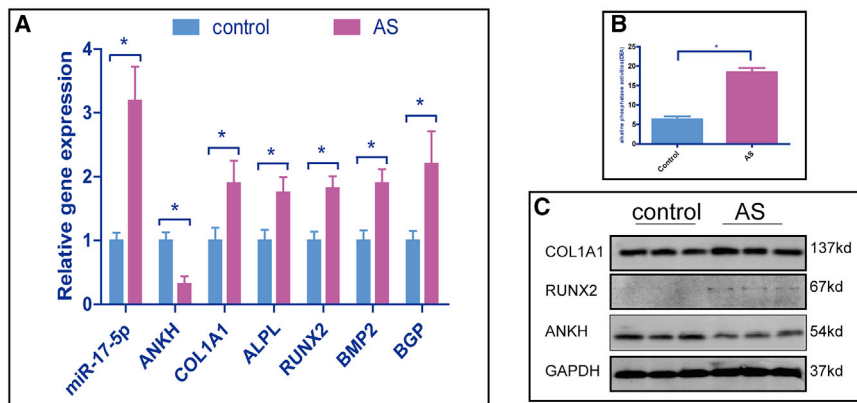 A
control
AS
Relative gene expression
4
3
2
1
0
*
*
*
*
*
*
*
miR-17-5p
ANKH
COL1A1
ALPL
RUNX2
BMP2
BGP
B
alkaline phosphatase activities(DEA)
25
20
15
10
5
0
*
Control
AS
C
control AS
COL1A1 137kd
RUNX2 67kd
ANKH 54kd
GAPDH 37kd